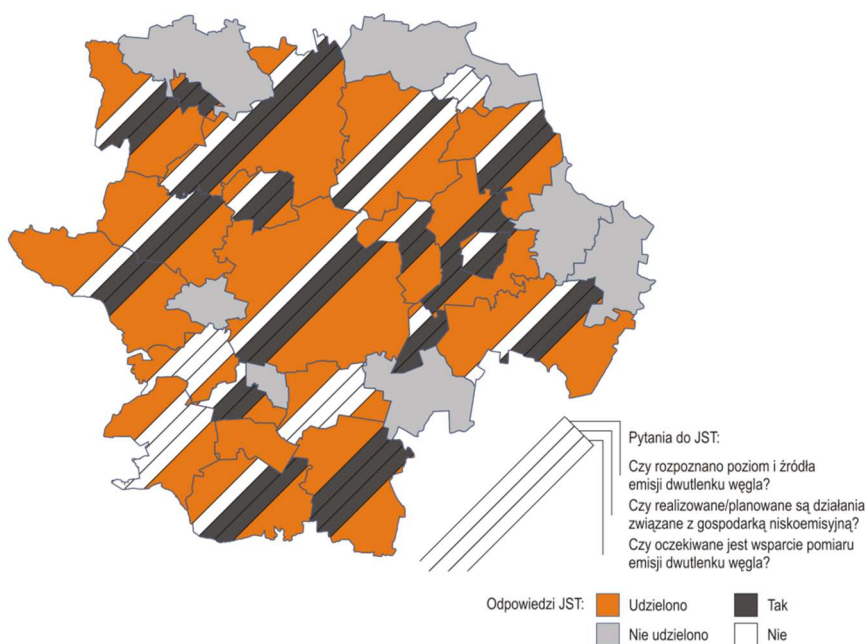 Pytania do JST:
Czy rozpoznano poziom i źródła
emisji dwutlenku węgla?
Czy realizowane/planowane są działania
związane z gospodarką niskoemisyjną?
Czy oczekiwane jest wsparcie pomiaru
emisji dwutlenku węgla?
Odpowiedzi JST: Udzielono Tak
Nie udzielono Nie